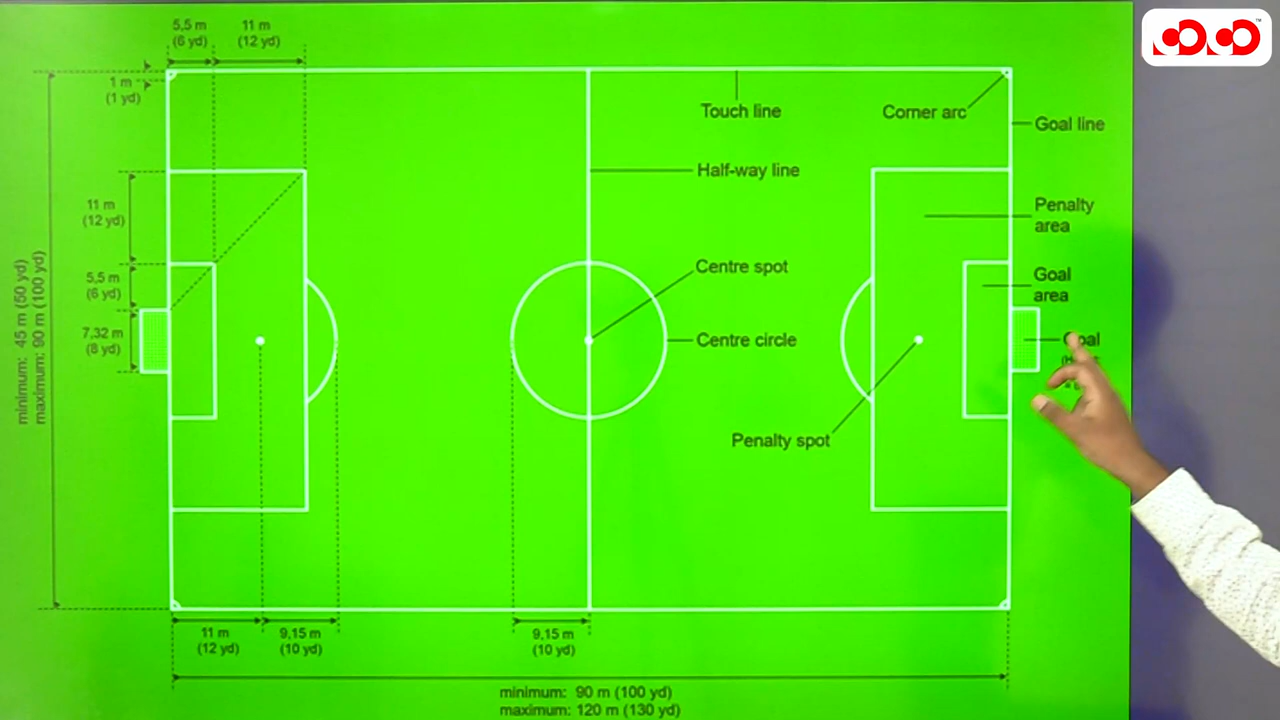 5,5 m
(6 yd)
11 m
(12 yd)
1 m
(1 yd)
Touch line
Corner arc
Goal line
Half-way line
11 m
(12 yd)
Penalty
area
minimum: 45 m (50 yd)
maximum: 90 m (100 yd)
5,5 m
(6 yd)
Centre spot
Goal
area
7,32 m
(8 yd)
Centre circle
Goal
Penalty spot
11 m
(12 yd)
9,15 m
(10 yd)
9,15 m
(10 yd)
minimum: 90 m (100 yd)
maximum: 120 m (130 yd)